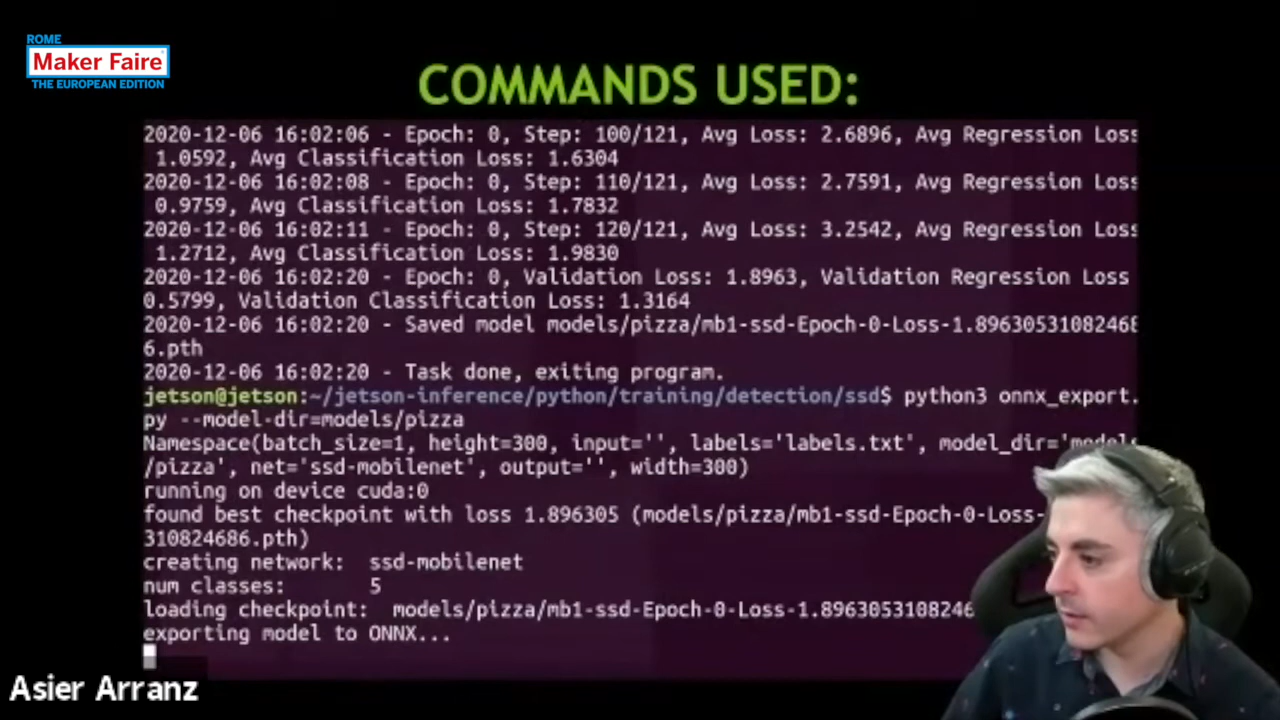 ROME
Maker Faire
THE EUROPEAN EDITION
COMMANDS USED:
2020-12-06 16:02:06 - Epoch: 0, Step: 100/121, Avg Loss: 2.6896, Avg Regression Loss
1.0592, Avg Classification Loss: 1.6304
2020-12-06 16:02:08 - Epoch: 0, Step: 110/121, Avg Loss: 2.7591, Avg Regression Loss
0.9759, Avg Classification Loss: 1.7832
2020-12-06 16:02:11 - Epoch: 0, Step: 120/121, Avg Loss: 3.2542, Avg Regression Loss
1.2712, Avg Classification Loss: 1.9830
2020-12-06 16:02:20 - Epoch: 0, Validation Loss: 1.8963, Validation Regression Loss
0.5799, Validation Classification Loss: 1.3164
2020-12-06 16:02:20 - Saved model models/pizza/mb1-ssd-Epoch-0-Loss-1.8963053108246
6.pth
2020-12-06 16:02:20 - Task done, exiting program.
jetson@jetson:~/jetson-inference/python/training/detection/ssd$ python3 onnx_export.
py --model-dir=models/pizza
Namespace(batch_size=1, height=300, input='', labels='labels.txt', model_dir='models
/pizza', net='ssd-mobilenet', output='', width=300)
running on device cuda:0
found best checkpoint with loss 1.896305 (models/pizza/mb1-ssd-Epoch-0-Loss-
310824686.pth)
creating network: ssd-mobilenet
num classes: 5
loading checkpoint: models/pizza/mb1-ssd-Epoch-0-Loss-1.8963053108246
exporting model to ONNX...
Asier Arranz